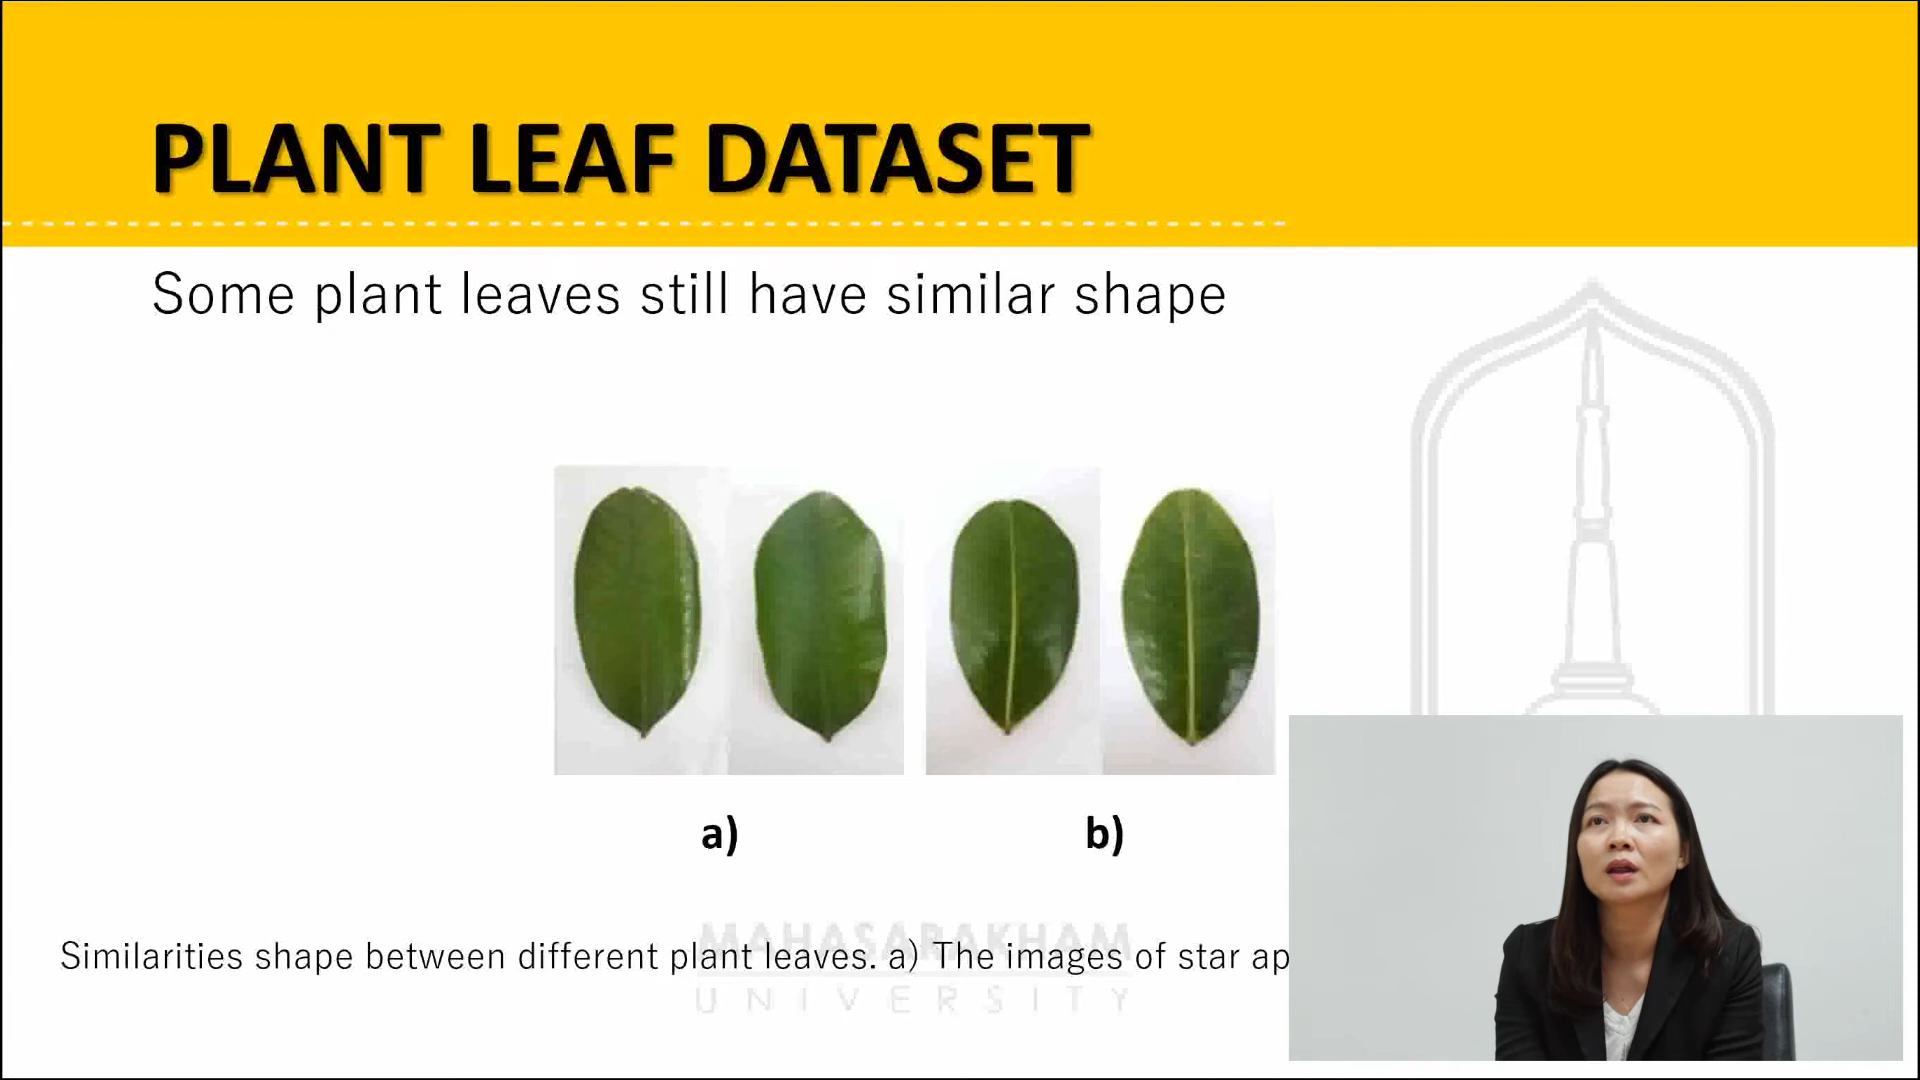 PLANT LEAF DATASET
Some plant leaves still have similar shape
a)
b)
Similarities shape between different plant leaves. a) The images of star
MAHASARAKHAM
UNIVERSITY